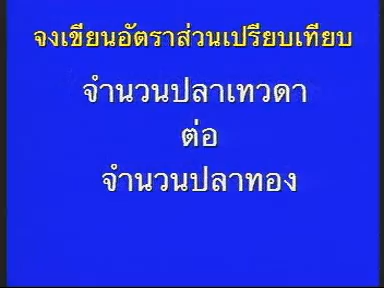 จงเขียนอัตราส่วนเปรียบเทียบ
จำนวนปลาเทวดา
ต่อ
จำนวนปลาทอง